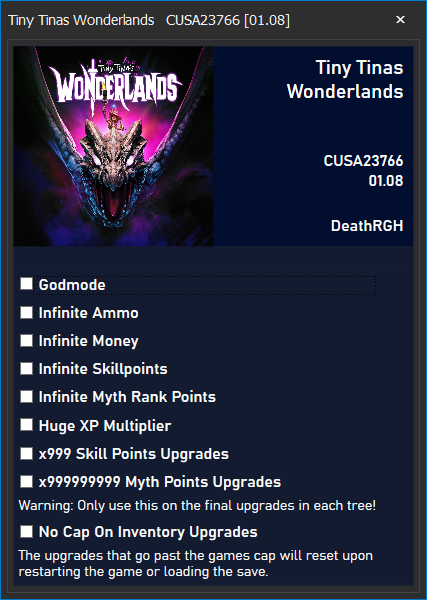 Tiny Tinas Wonderlands CUSA23766 [01.08]
TINY TINA'S
WONDERLANDS
Tiny Tinas
Wonderlands
CUSA23766
01.08
DeathRGH
Godmode
Infinite Ammo
Infinite Money
Infinite Skillpoints
Infinite Myth Rank Points
Huge XP Multiplier
x999 Skill Points Upgrades
x999999999 Myth Points Upgrades
Warning: Only use this on the final upgrades in each tree!
No Cap On Inventory Upgrades
The upgrades that go past the games cap will reset upon
restarting the game or loading the save.